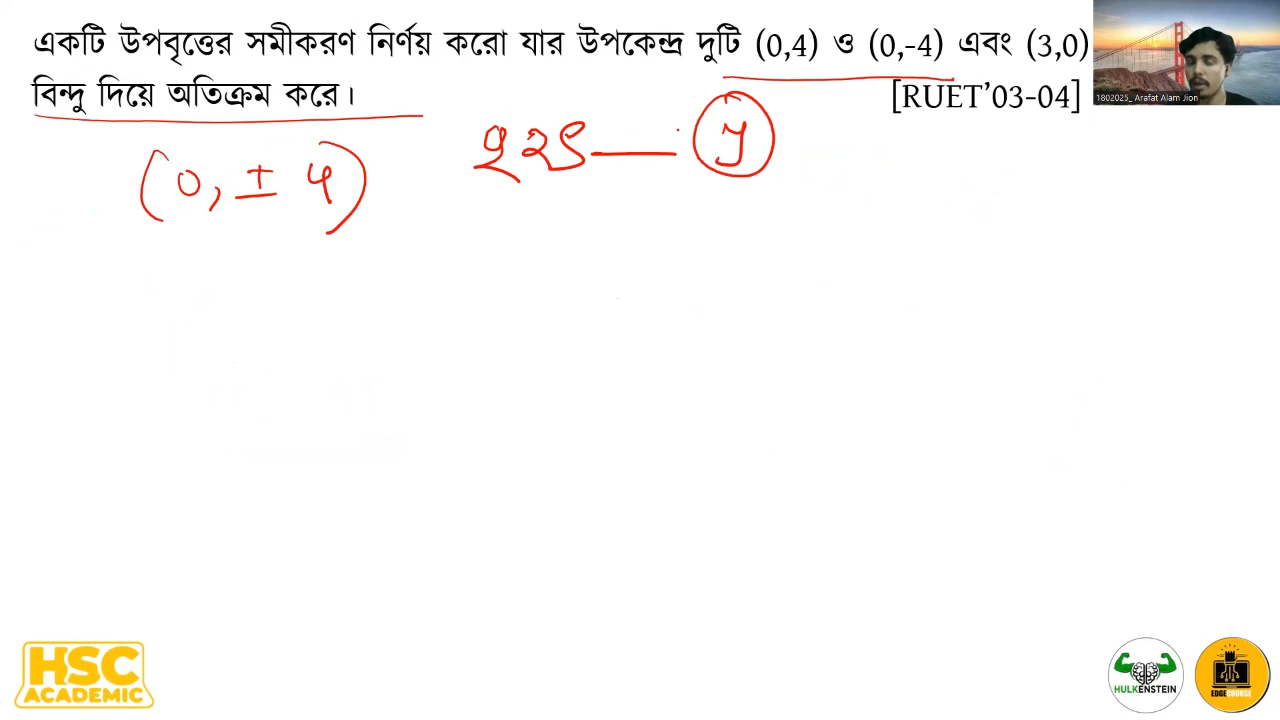 একটি উপবৃত্তের সমীকরণ নির্ণয় করো যার উপকেন্দ্র দুটি (0,4) ও (0,-4) এবং (3,0)
বিন্দু দিয়ে অতিক্রম করে।
[RUET’03-04]
1802025_ Arafat Alam Jion
(0, ± 4)
y
HSC
ACADEMIC
HULKENSTEIN
EDGECOURSE